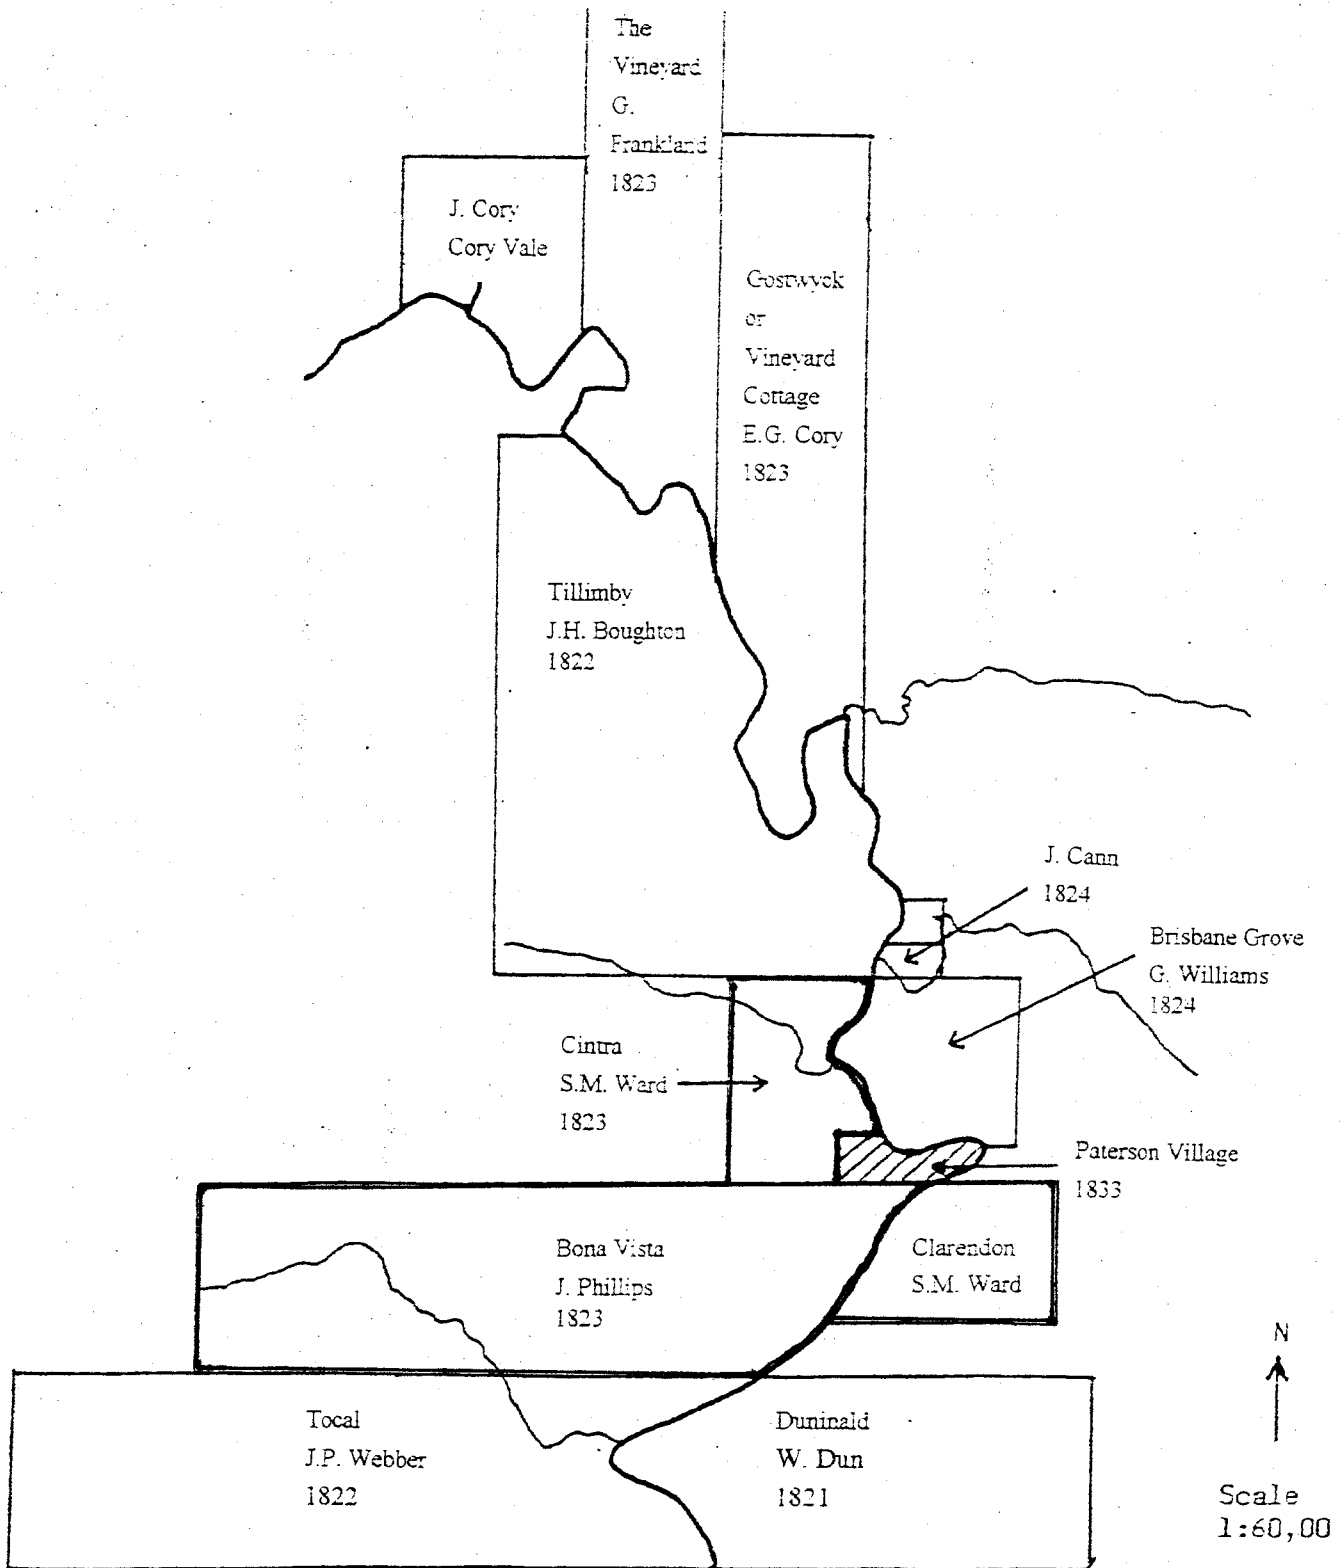 The
Vineyard
G.
Frankland
1823
J. Cory
Cory Vale
Gostwyck
or
Vineyard
Cottage
E.G. Cory
1823
Tillimby
J.H. Boughton
1822
J. Cann
1824
Brisbane Grove
G. Williams
1824
Cintra
S.M. Ward
1823
Paterson Village
1833
Bona Vista
J. Phillips
1823
Clarendon
S.M. Ward
Tocal
J.P. Webber
1822
Duninald
W. Dun
1821
N
Scale
1:60,00